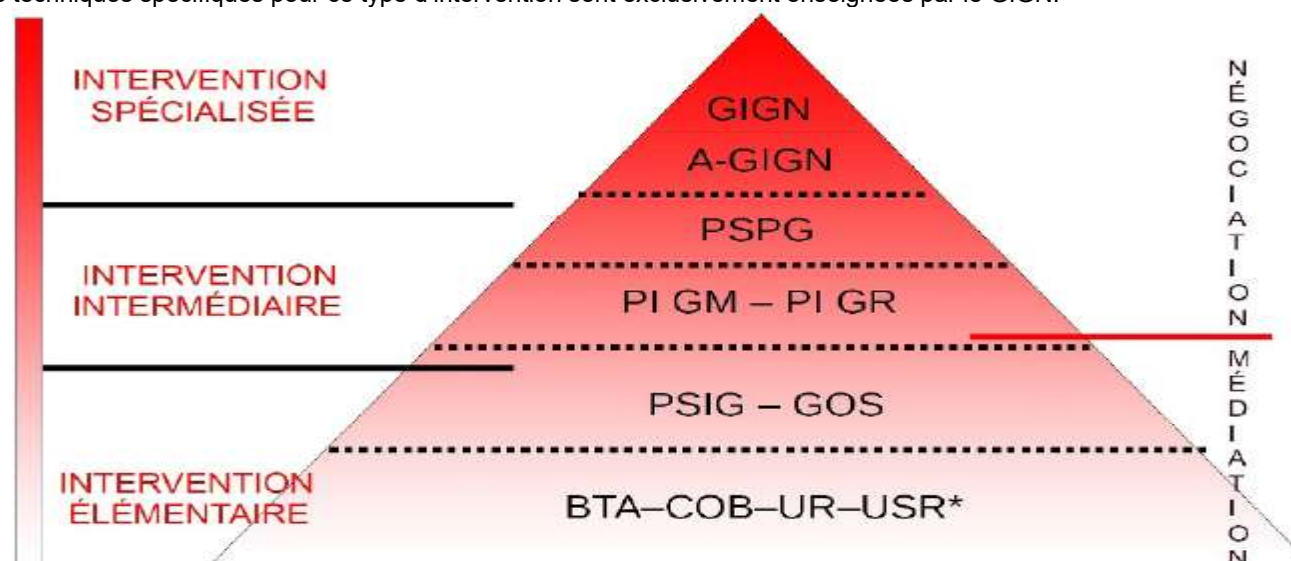 techniques spécifiques pour ce type d'intervention sont exclusivement enseignées par le GIGN.
INTERVENTION
SPÉCIALISÉE
GIGN
A-GIGN
PSPG
INTERVENTION
INTERMÉDIAIRE
PI GM – PI GR
PSIG – GOS
INTERVENTION
ÉLÉMENTAIRE
BTA–COB–UR–USR*
NÉGOCIATION
MÉDIATION